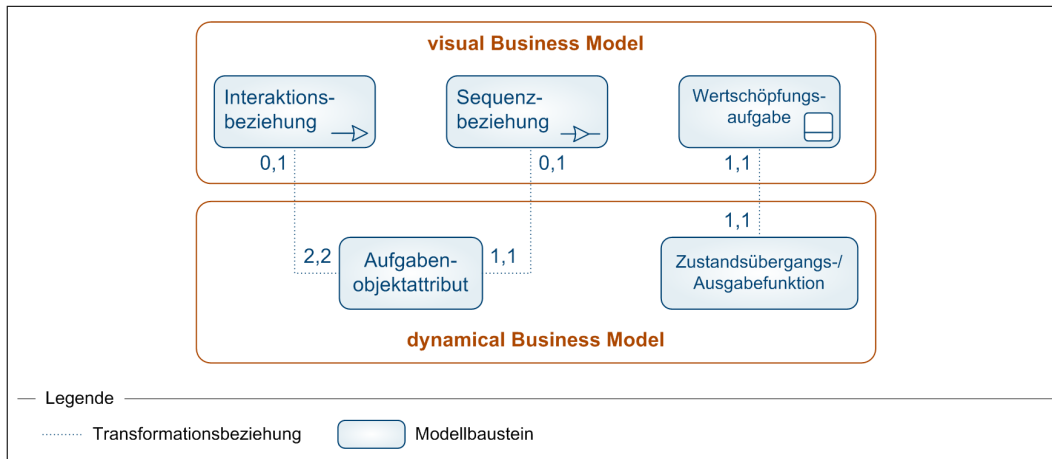 visual Business Model
Interaktions-
beziehung
Sequenz-
beziehung
Wertschöpfungs-
aufgabe
0,1
0,1
1,1
2,2
Aufgaben-
objektattribut
1,1
1,1
Zustandsübergangs-/
Ausgabefunktion
dynamical Business Model
Legende
Transformationsbeziehung
Modellbaustein